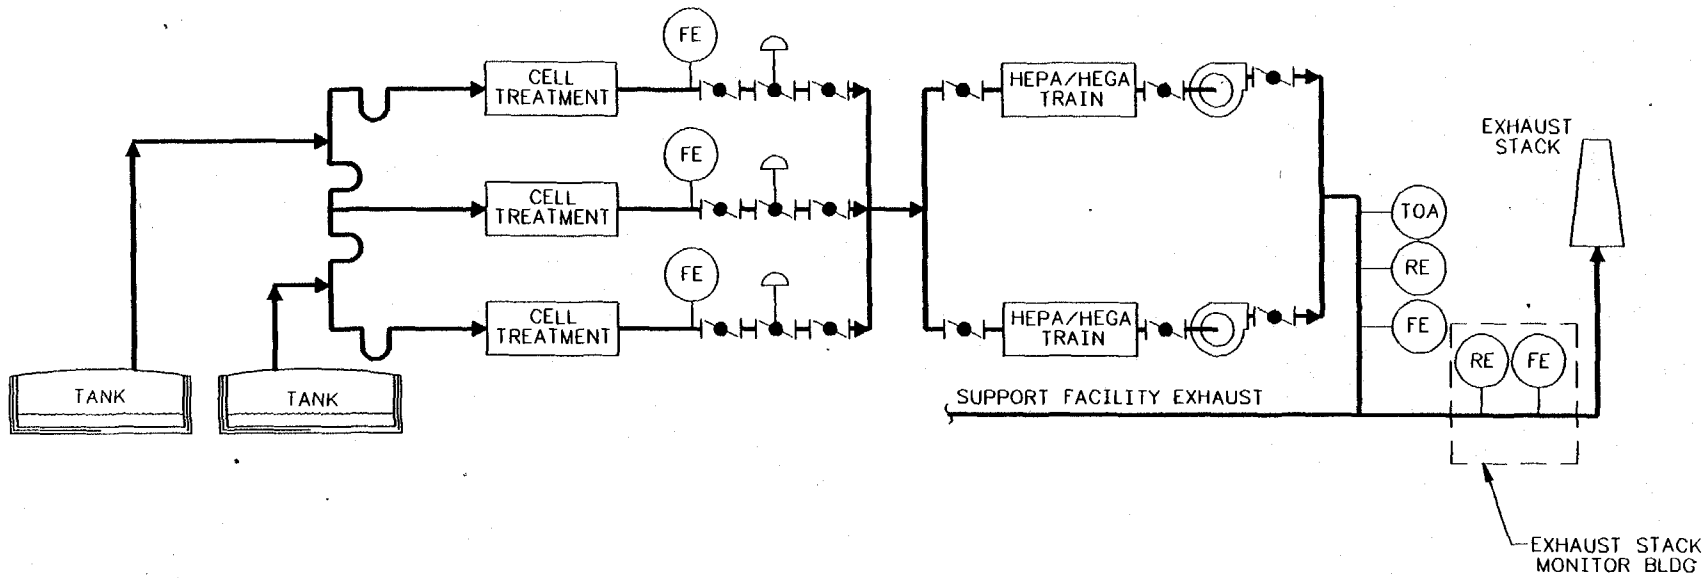 FE
CELL
TREATMENT
HEPA/HEGA
TRAIN
EXHAUST
STACK
FE
CELL
TREATMENT
TOA
RE
FE
CELL
TREATMENT
HEPA/HEGA
TRAIN
FE
RE
FE
TANK
TANK
SUPPORT FACILITY EXHAUST
EXHAUST STACK
MONITOR BLDG